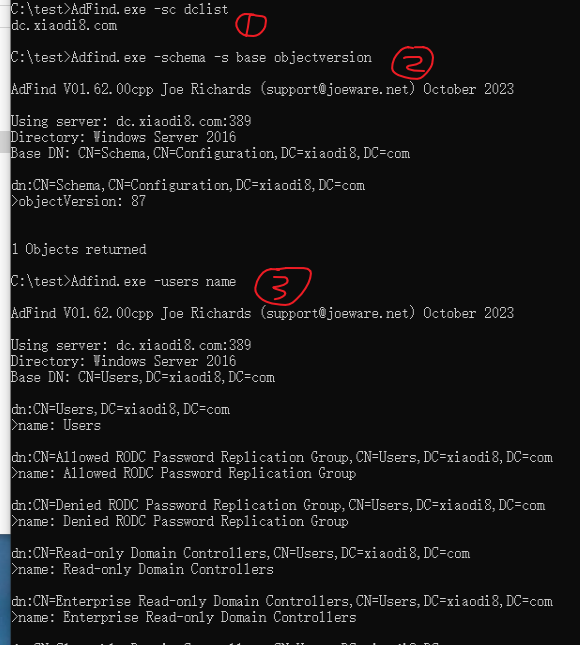 C:\test>AdFind.exe -sc dclist
dc.xiaodi8.com
1
C:\test>Adfind.exe -schema -s base objectversion
2
AdFind V01.62.00cpp Joe Richards (support@joeware.net) October 2023
Using server: dc.xiaodi8.com:389
Directory: Windows Server 2016
Base DN: CN=Schema,CN=Configuration,DC=xiaodi8,DC=com
dn:CN=Schema,CN=Configuration,DC=xiaodi8,DC=com
>objectVersion: 87
1 Objects returned
C:\test>Adfind.exe -users name
3
AdFind V01.62.00cpp Joe Richards (support@joeware.net) October 2023
Using server: dc.xiaodi8.com:389
Directory: Windows Server 2016
Base DN: CN=Users,DC=xiaodi8,DC=com
dn:CN=Users,DC=xiaodi8,DC=com
>name: Users
dn:CN=Allowed RODC Password Replication Group,CN=Users,DC=xiaodi8,DC=com
>name: Allowed RODC Password Replication Group
dn:CN=Denied RODC Password Replication Group,CN=Users,DC=xiaodi8,DC=com
>name: Denied RODC Password Replication Group
dn:CN=Read-only Domain Controllers,CN=Users,DC=xiaodi8,DC=com
>name: Read-only Domain Controllers
dn:CN=Enterprise Read-only Domain Controllers,CN=Users,DC=xiaodi8,DC=com
>name: Enterprise Read-only Domain Controllers